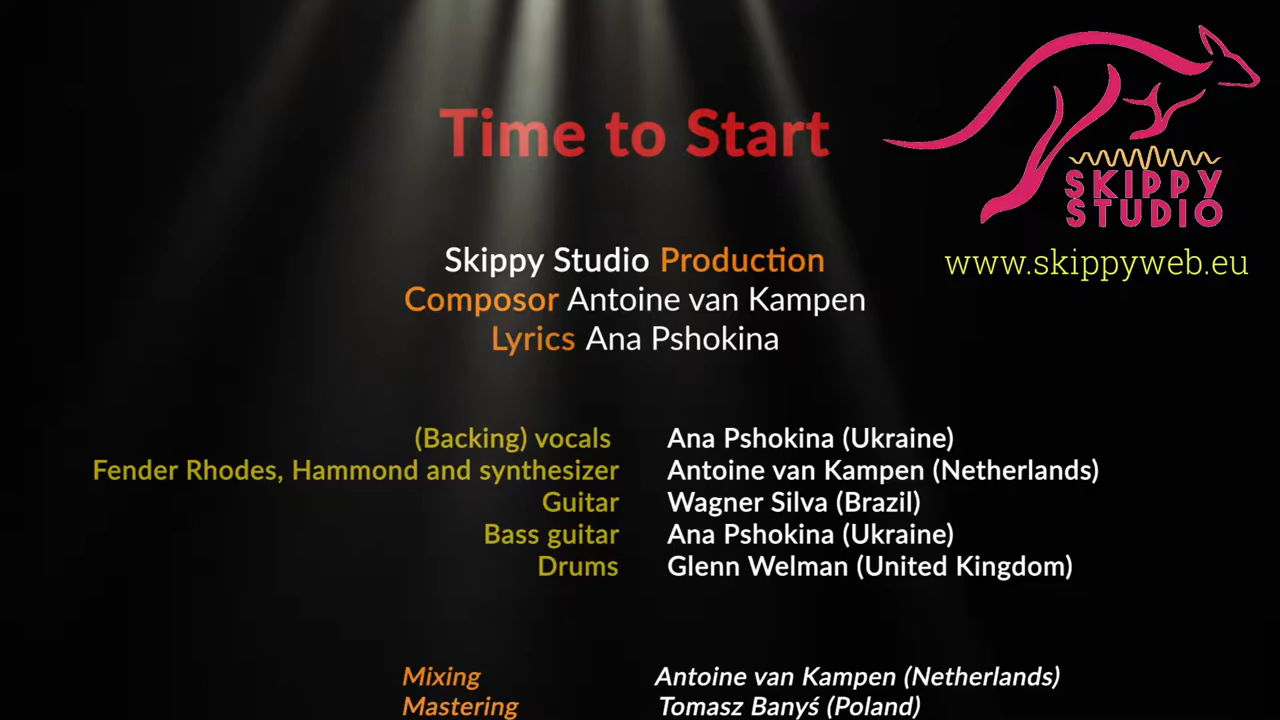 Time to Start
SKIPPY
STUDIO
www.skippyweb.eu
Skippy Studio Production
Composor Antoine van Kampen
Lyrics Ana Pshokina
(Backing) vocals Ana Pshokina (Ukraine)
Fender Rhodes, Hammond and synthesizer Antoine van Kampen (Netherlands)
Guitar Wagner Silva (Brazil)
Bass guitar Ana Pshokina (Ukraine)
Drums Glenn Welman (United Kingdom)
Mixing Antoine van Kampen (Netherlands)
Mastering Tomasz Banyś (Poland)